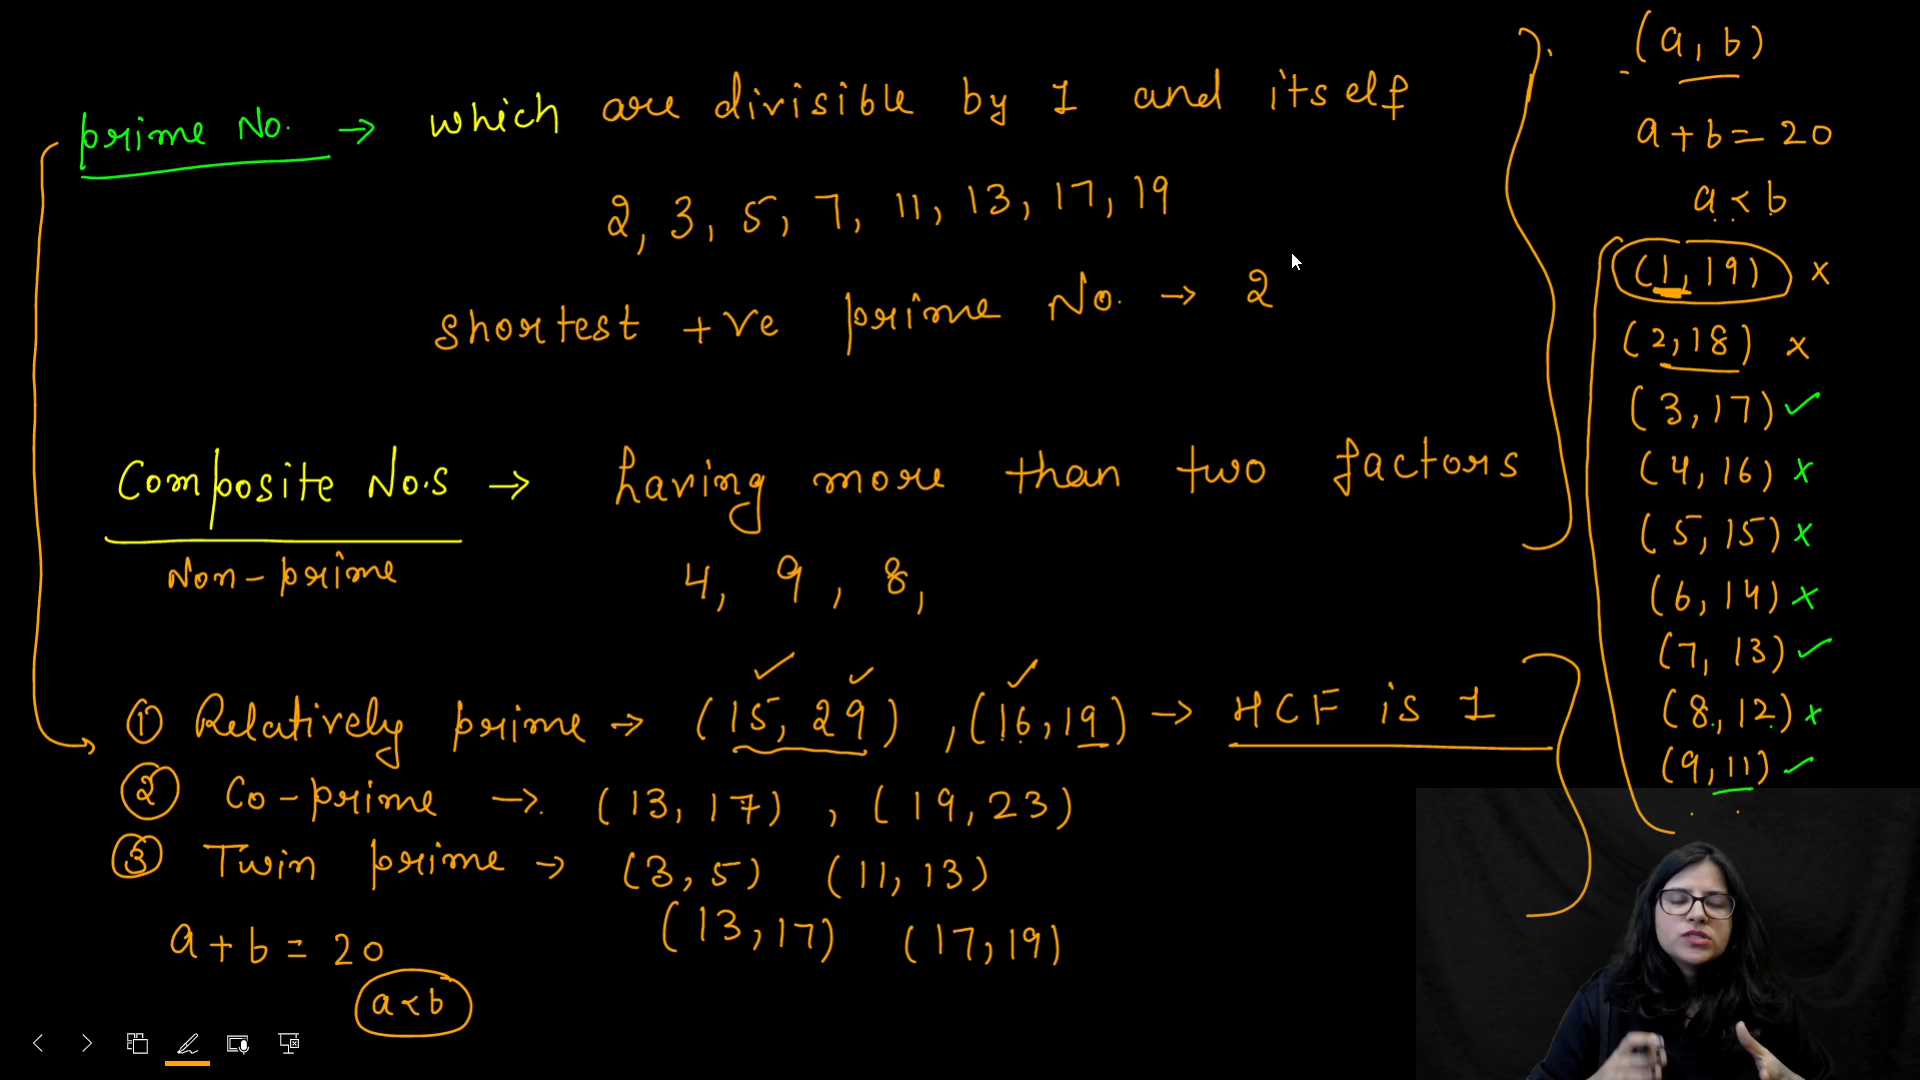 prime No. → which are divisible by 1 and itself
2, 3, 5, 7, 11, 13, 17, 19
shortest +ve prime No. → 2
Composite No.s → having more than two factors
Non-prime
4, 9, 8,
① Relatively prime → (15, 29), (16, 19) → HCF is 1
② Co-prime → (13, 17), (19, 23)
③ Twin prime → (3, 5) (11, 13)
(13, 17) (17, 19)
a + b = 20
a < b
(a, b)
a + b = 20
a < b
(1, 19) ×
(2, 18) ×
(3, 17) ✓
(4, 16) ×
(5, 15) ×
(6, 14) ×
(7, 13) ✓
(8, 12) ×
(9, 11) ✓